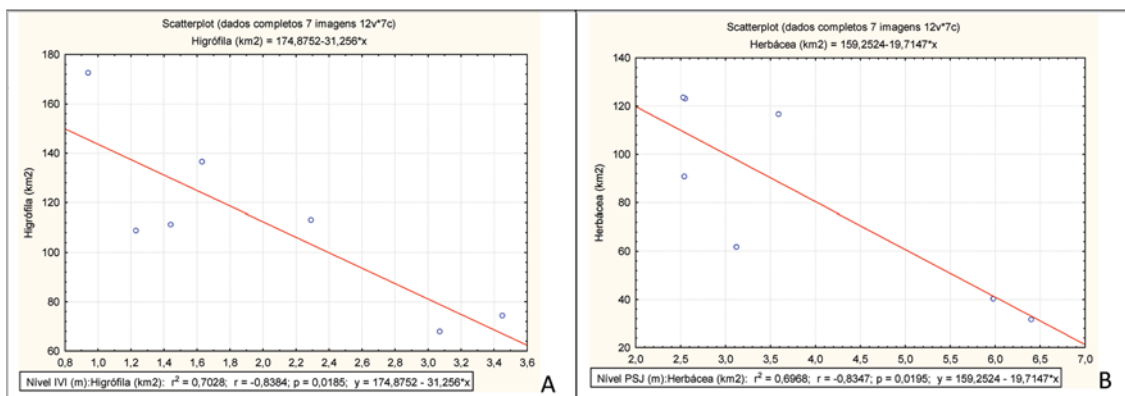 Scatterplot (dados completos 7 imagens 12v*7c)
Higrófila (km2) = 174,8752-31,256*x
180
160
140
120
100
80
60
Higrófila (km2)
0,8 1,0 1,2 1,4 1,6 1,8 2,0 2,2 2,4 2,6 2,8 3,0 3,2 3,4 3,6
Nível IVI (m):Higrófila (km2): r² = 0,7028; r = -0,8384; p = 0,0185; y = 174,8752 - 31,256*x
A
Scatterplot (dados completos 7 imagens 12v*7c)
Herbácea (km2) = 159,2524-19,7147*x
140
120
100
80
60
40
20
Herbácea (km2)
2,0 2,5 3,0 3,5 4,0 4,5 5,0 5,5 6,0 6,5 7,0
Nível PSJ (m):Herbácea (km2): r² = 0,6968; r = -0,8347; p = 0,0195; y = 159,2524 - 19,7147*x
B